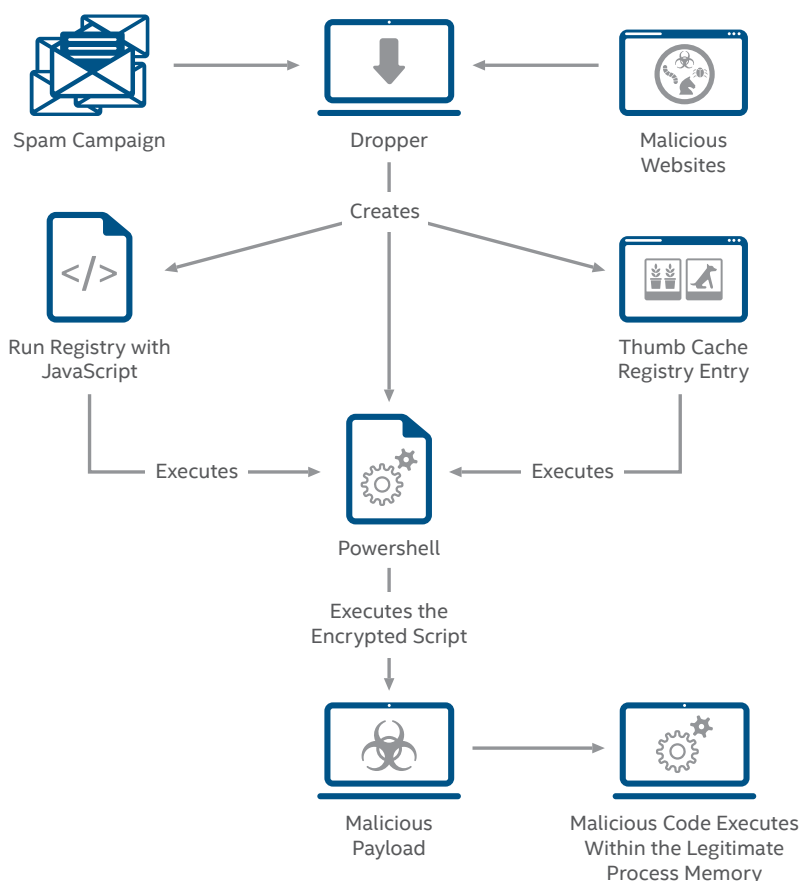 Spam Campaign
Dropper
Malicious
Websites
Creates
</>
Run Registry with
JavaScript
Thumb Cache
Registry Entry
Executes
Executes
Powershell
Executes the
Encrypted Script
Malicious
Payload
Malicious Code Executes
Within the Legitimate
Process Memory